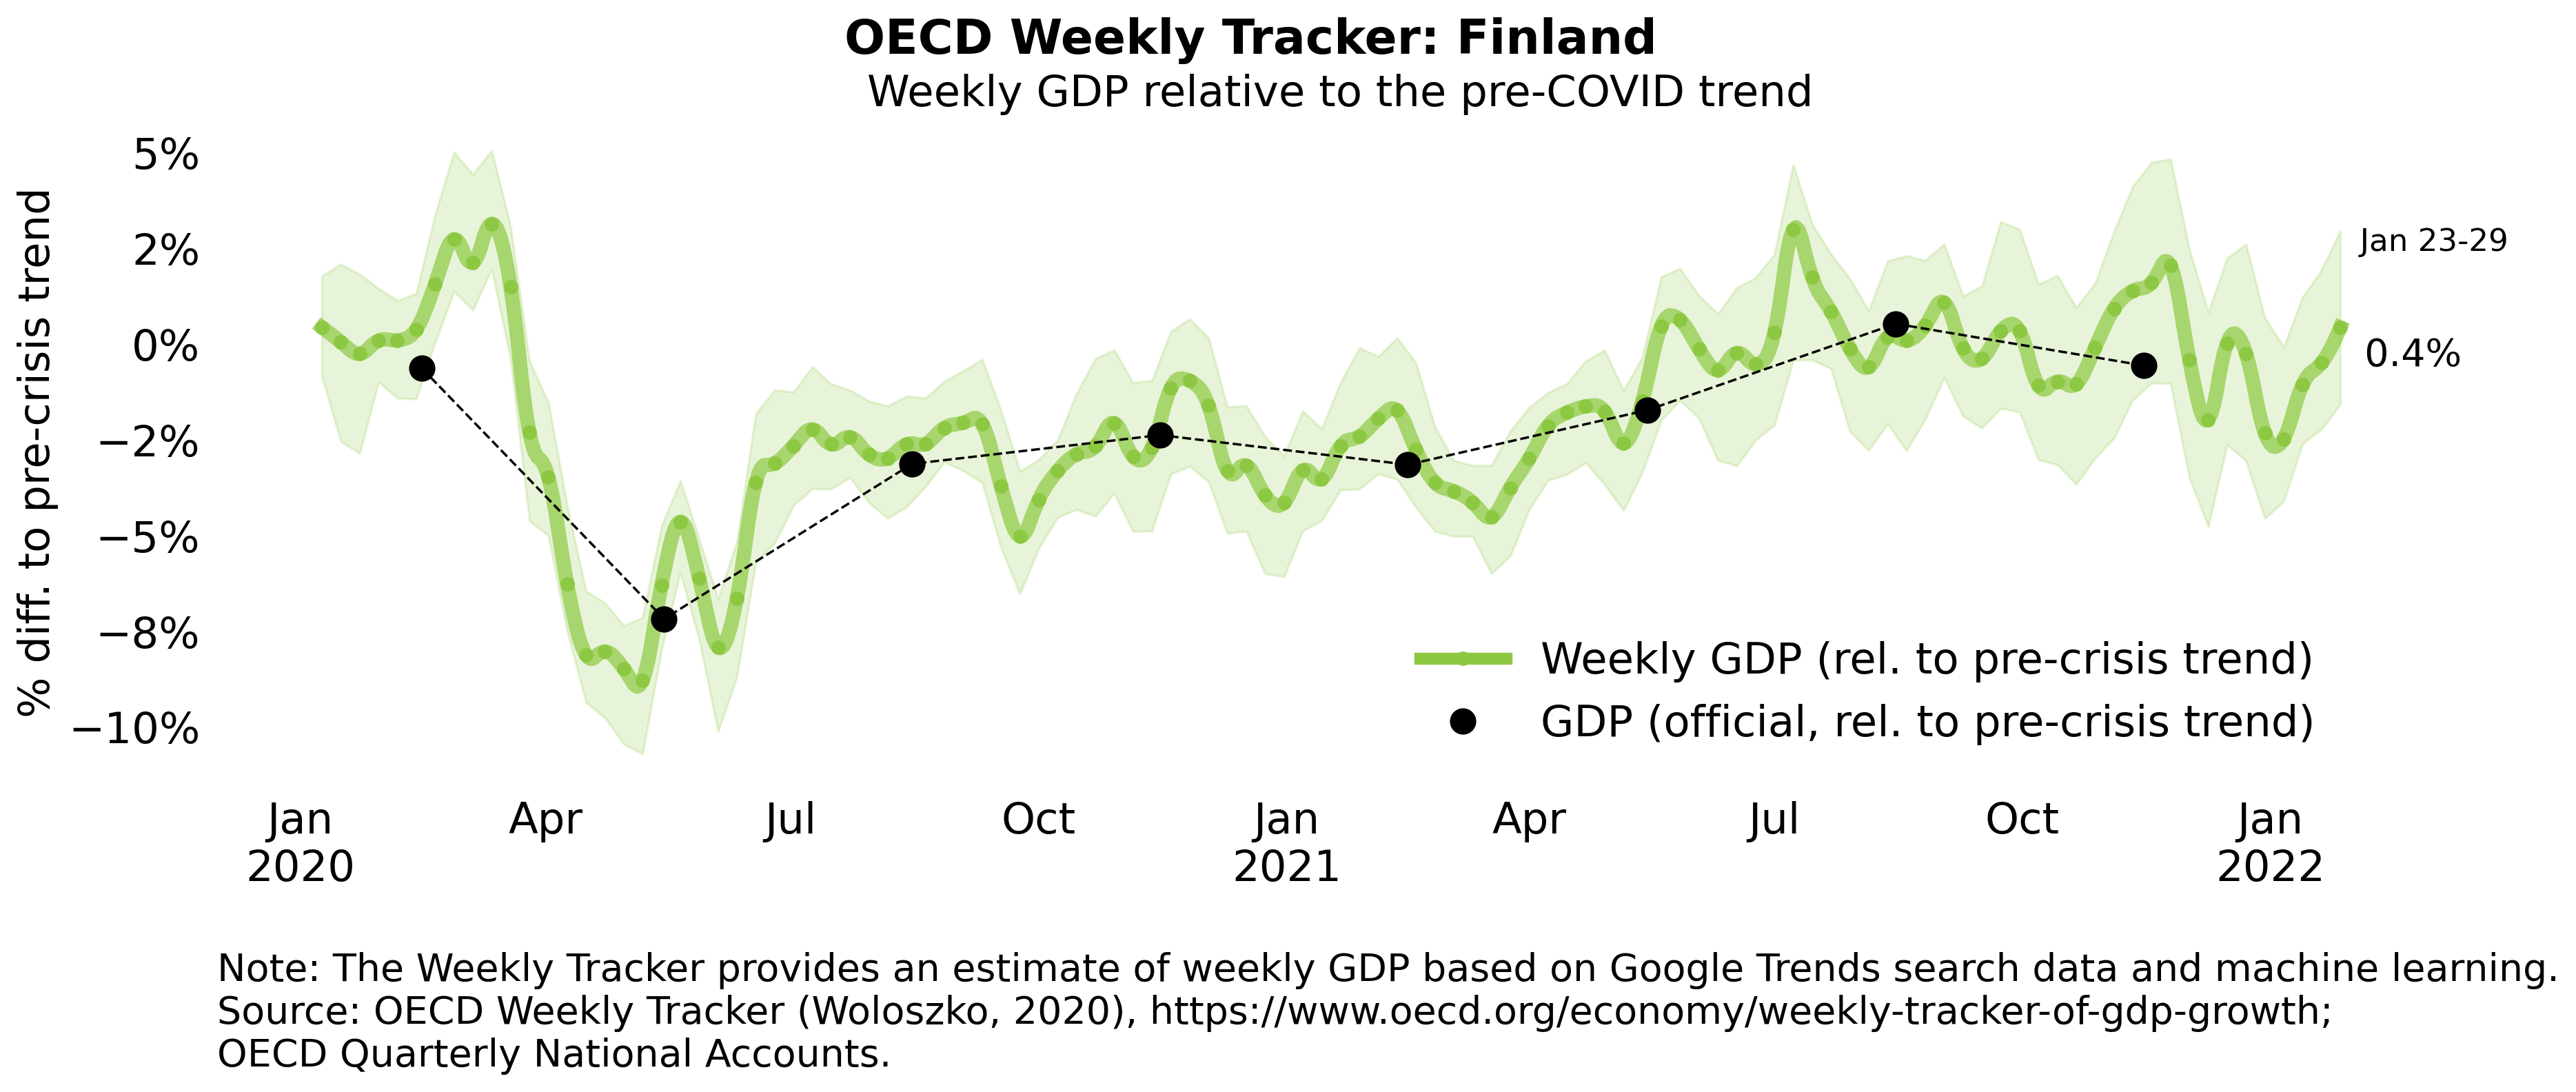 OECD Weekly Tracker: Finland
Weekly GDP relative to the pre-COVID trend
% diff. to pre-crisis trend
5%
2%
0%
−2%
−5%
−8%
−10%
Jan 23-29
0.4%
Weekly GDP (rel. to pre-crisis trend)
GDP (official, rel. to pre-crisis trend)
Jan Apr Jul Oct Jan Apr Jul Oct Jan
2020 2021 2022
Note: The Weekly Tracker provides an estimate of weekly GDP based on Google Trends search data and machine learning.
Source: OECD Weekly Tracker (Woloszko, 2020), https://www.oecd.org/economy/weekly-tracker-of-gdp-growth;
OECD Quarterly National Accounts.